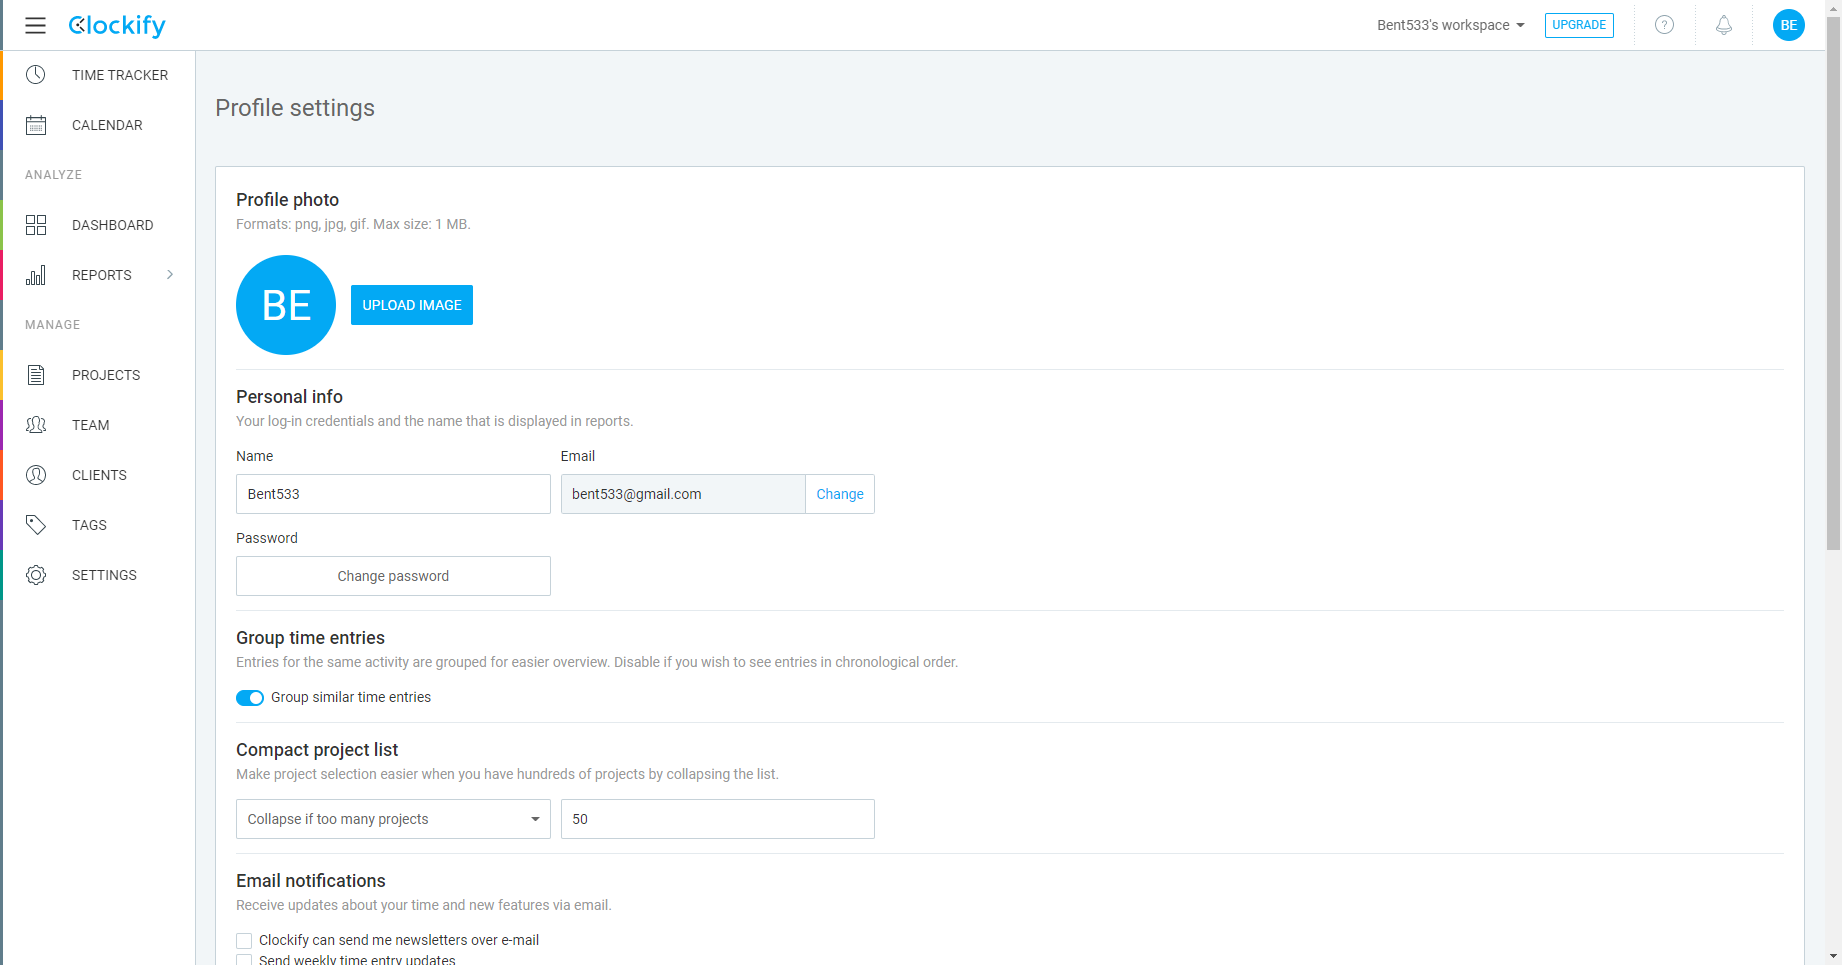 Clockify
Bent533's workspace
UPGRADE
?
BE
TIME TRACKER
CALENDAR
ANALYZE
DASHBOARD
REPORTS
MANAGE
PROJECTS
TEAM
CLIENTS
TAGS
SETTINGS
Profile settings
Profile photo
Formats: png, jpg, gif. Max size: 1 MB.
BE
UPLOAD IMAGE
Personal info
Your log-in credentials and the name that is displayed in reports.
Name Email
Bent533 bent533@gmail.com Change
Password
Change password
Group time entries
Entries for the same activity are grouped for easier overview. Disable if you wish to see entries in chronological order.
Group similar time entries
Compact project list
Make project selection easier when you have hundreds of projects by collapsing the list.
Collapse if too many projects 50
Email notifications
Receive updates about your time and new features via email.
Clockify can send me newsletters over e-mail
Send weekly time entry updates